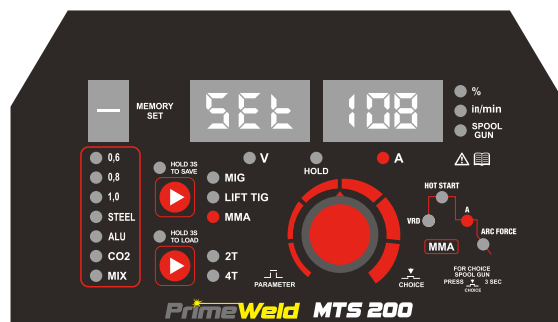 — MEMORY SET SEt 108
%
in/min
SPOOL GUN
V HOLD A
0,6
0,8
1,0
STEEL
ALU
CO2
MIX
HOLD 3S
TO SAVE
HOLD 3S
TO LOAD
MIG
LIFT TIG
MMA
2T
4T
PARAMETER
CHOICE
HOT START
VRD
A
ARC FORCE
MMA
FOR CHOICE
SPOOL GUN
PRESS CHOICE 3 SEC
PrimeWeld MTS 200